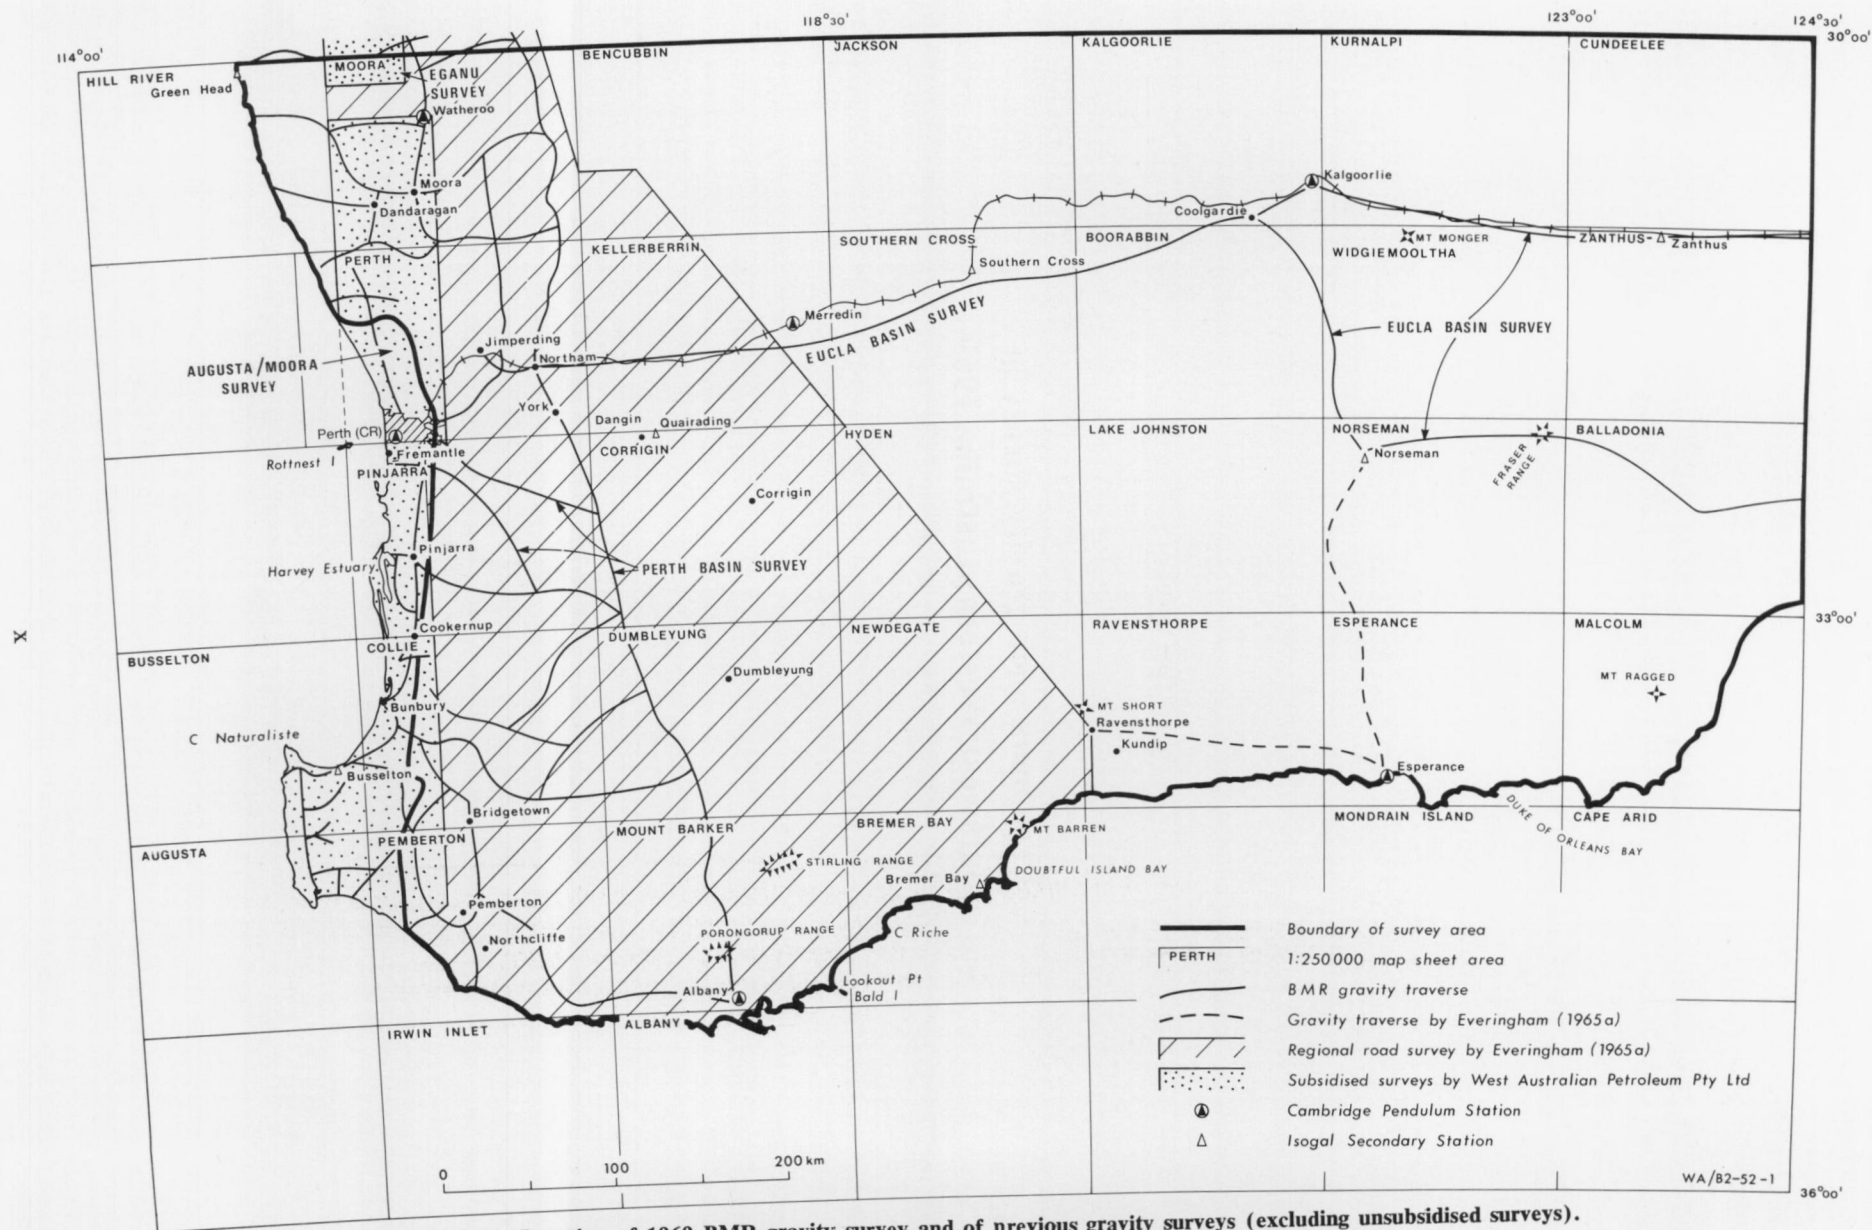 118°30'
123°00'
124°30'
114°00'
30°00'
HILL RIVER
Green Head
MOORA
EGANU
SURVEY
Watheroo
BENCUBBIN
JACKSON
KALGOORLIE
KURNALPI
CUNDEELEE
Moora
Dandaragan
Kalgoorlie
Coolgardie
PERTH
KELLERBERRIN
SOUTHERN CROSS
BOORABBIN
MT MONGER
WIDGIEMOOLTHA
ZANTHUS
Zanthus
Southern Cross
Merredin
EUCLA BASIN SURVEY
EUCLA BASIN SURVEY
Jimperding
Northam
AUGUSTA/MOORA
SURVEY
York
Dangin
Quairading
CORRIGIN
HYDEN
LAKE JOHNSTON
NORSEMAN
BALLADONIA
Perth (CR)
Fremantle
Rottnest I
PINJARRA
Norseman
FRASER
RANGE
Corrigin
Pinjarra
Harvey Estuary
PERTH BASIN SURVEY
Cookernup
COLLIE
BUSSELTON
DUMBLEYUNG
NEWDEGATE
RAVENSTHORPE
ESPERANCE
MALCOLM
33°00'
Dumbleyung
MT RAGGED
Bunbury
MT SHORT
Ravensthorpe
Kundip
C Naturaliste
Busselton
Esperance
Bridgetown
AUGUSTA
PEMBERTON
MOUNT BARKER
BREMER BAY
MT BARREN
MONDRAIN ISLAND
DUKE OF ORLEANS BAY
CAPE ARID
STIRLING RANGE
Bremer Bay
DOUBTFUL ISLAND BAY
Pemberton
Northcliffe
PORONGORUP RANGE
C Riche
Albany
Lookout Pt
Bald I
IRWIN INLET
ALBANY
Boundary of survey area
PERTH
1:250000 map sheet area
BMR gravity traverse
Gravity traverse by Everingham (1965a)
Regional road survey by Everingham (1965a)
Subsidised surveys by West Australian Petroleum Pty Ltd
Cambridge Pendulum Station
Isogal Secondary Station
0 100 200 km
WA/B2-52-1
36°00'
X
of 1969 BMR gravity survey and of previous gravity surveys (excluding unsubsidised surveys).